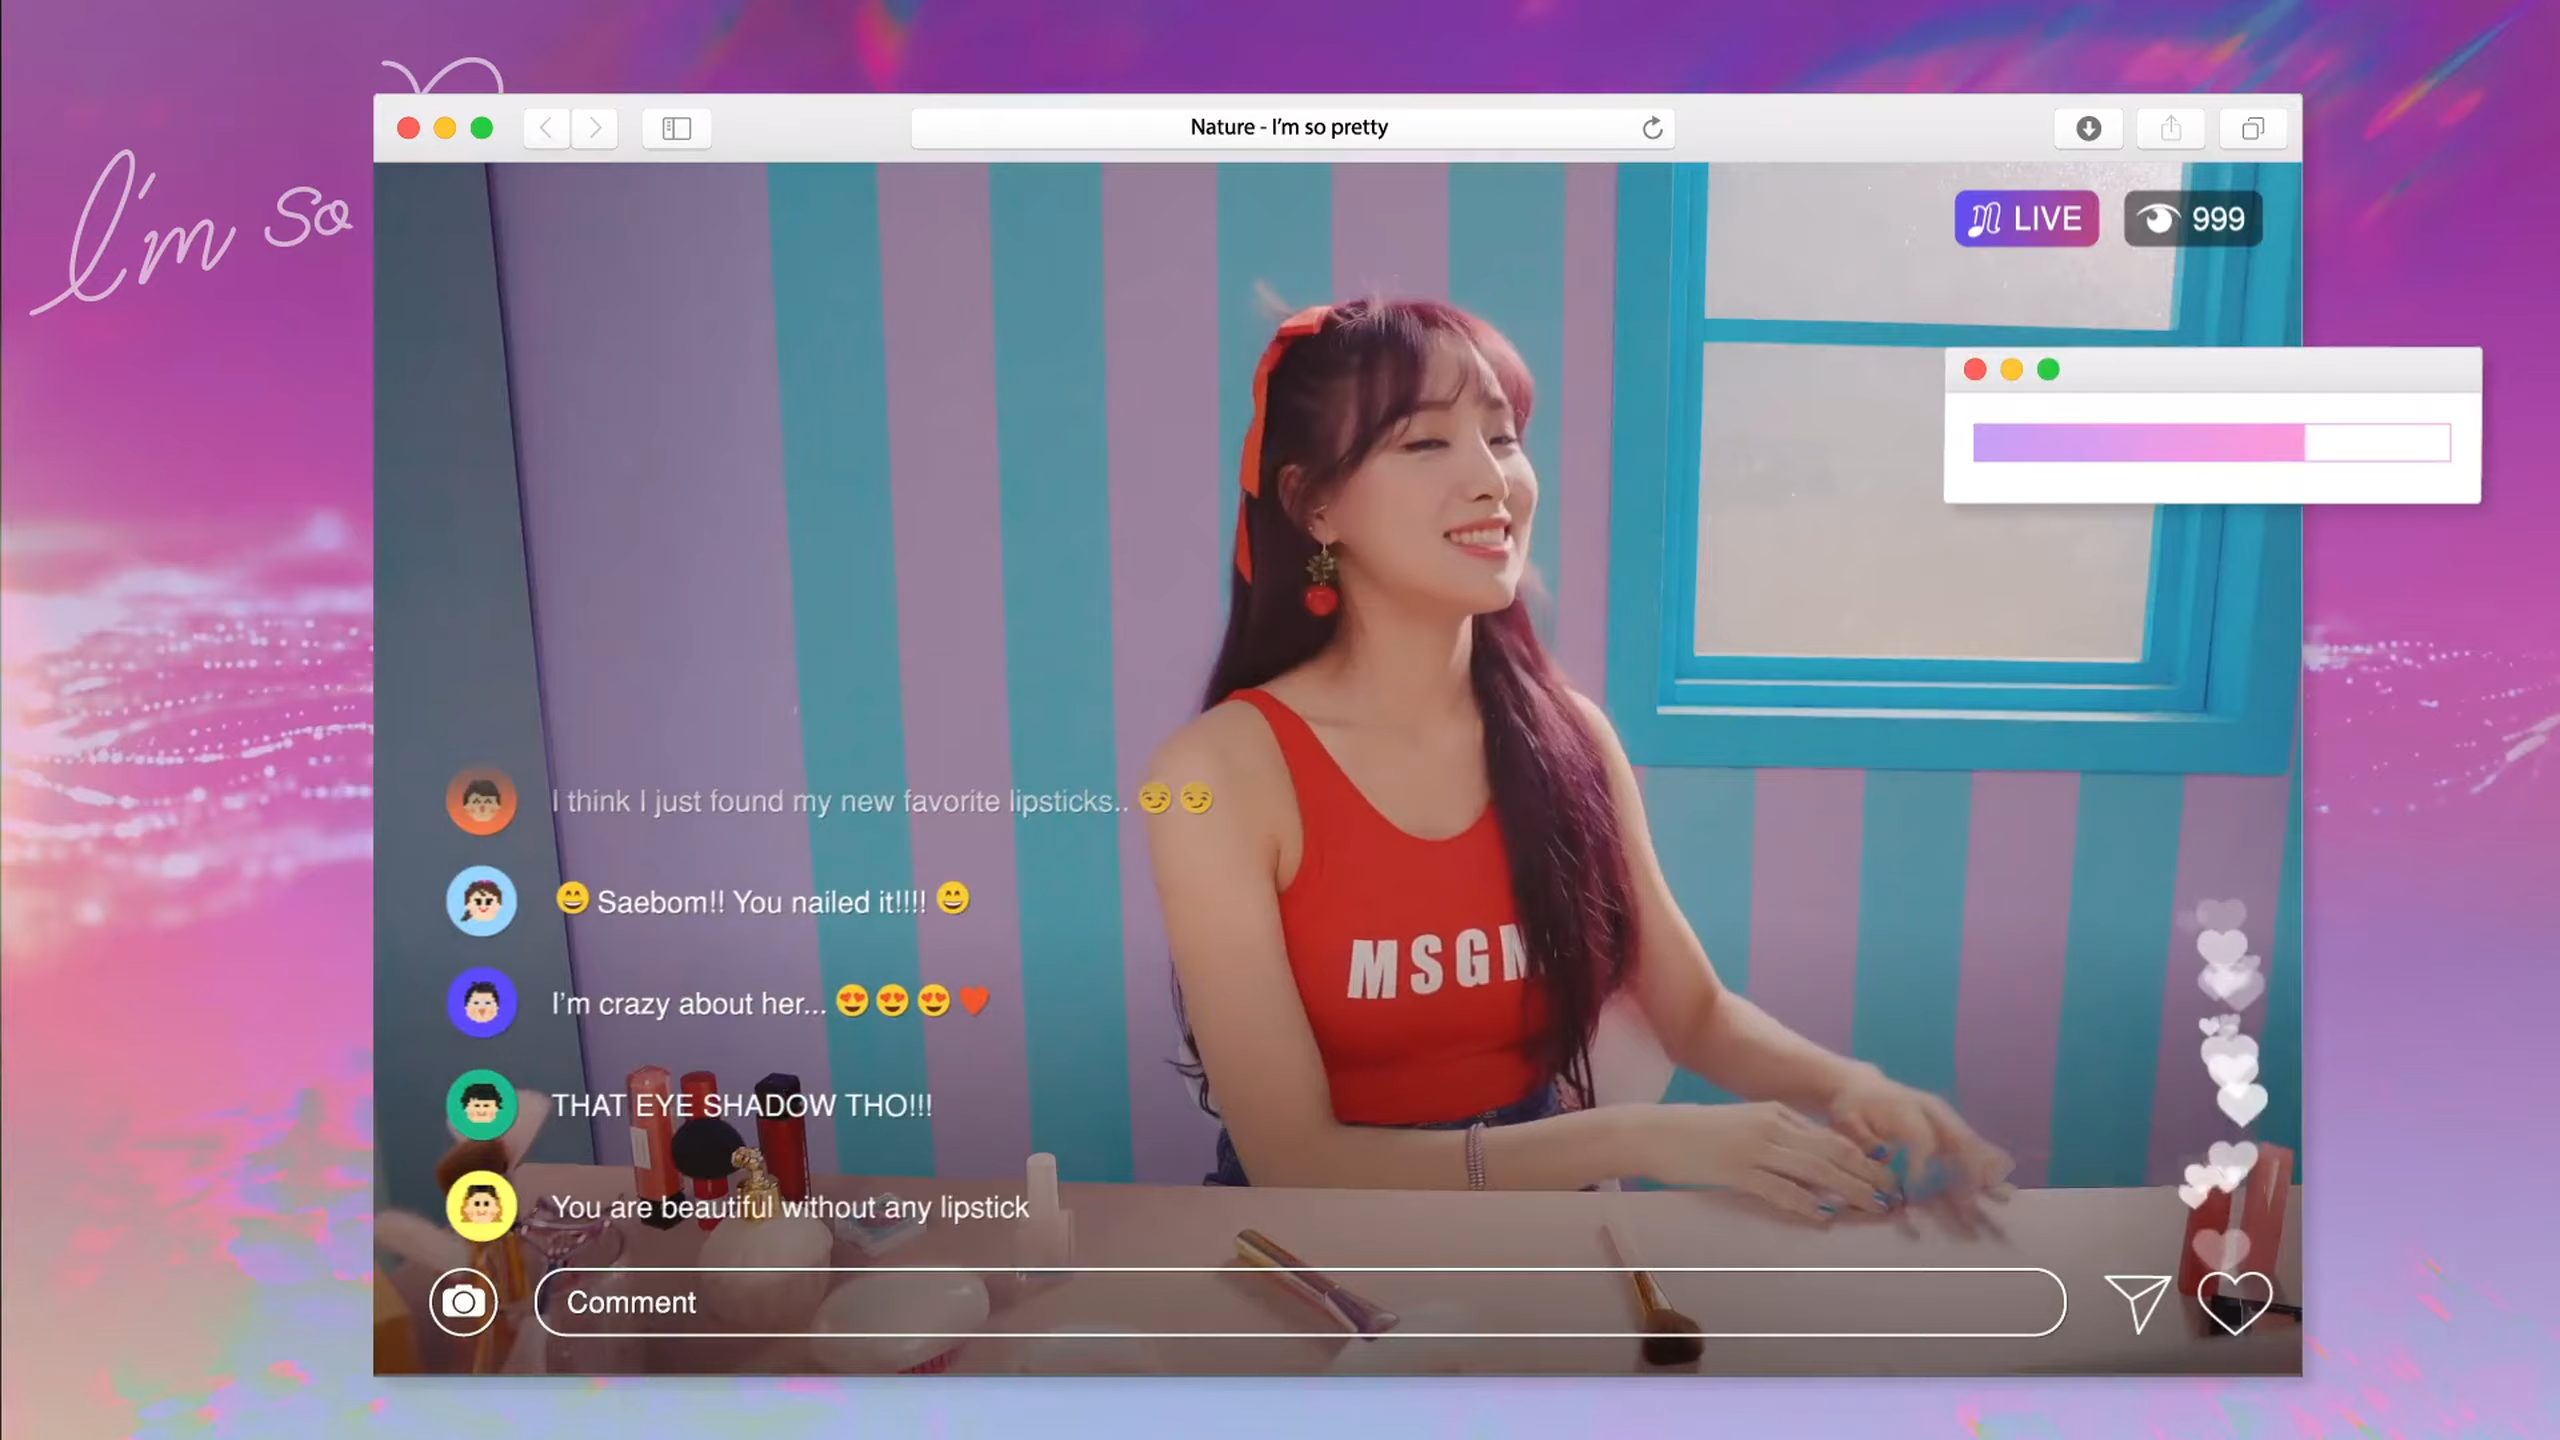 I'm so
Nature - I'm so pretty
LIVE
999
I think I just found my new favorite lipsticks.. 😏😏
😄 Saebom!! You nailed it!!!! 😄
I'm crazy about her... 😍😍😍❤️
MSGM
THAT EYE SHADOW THO!!!
You are beautiful without any lipstick
Comment